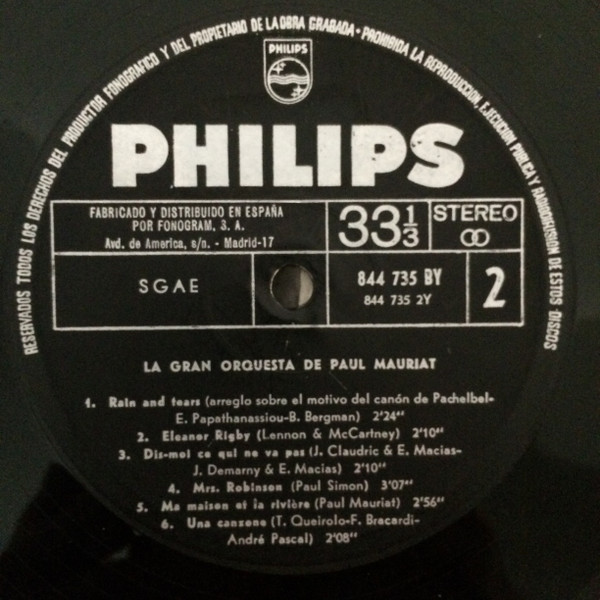 RESERVADOS TODOS LOS DERECHOS DEL PRODUCTOR FONOGRAFICO Y DEL PROPIETARIO DE LA OBRA GRABADA • PROHIBIDA LA REPRODUCCION, EJECUCION PUBLICA Y RADIODIFUSION DE ESTOS DISCOS
PHILIPS
PHILIPS
FABRICADO Y DISTRIBUIDO EN ESPAÑA
POR FONOGRAM, S. A.
Avd. de America, s/n. - Madrid-17
33⅓
STEREO
SGAE
844 735 BY
844 735 2Y
2
LA GRAN ORQUESTA DE PAUL MAURIAT
1. Rain and tears (arreglo sobre el motivo del canón de Pachelbel-
E. Papathanassiou-B. Bergman) 2'24"
2. Eleanor Rigby (Lennon & McCartney) 2'10"
3. Dis-moi ce qui ne va pas (J. Claudric & E. Macias-
J. Demarny & E. Macias) 2'10"
4. Mrs. Robinson (Paul Simon) 3'07"
5. Ma maison et la rivière (Paul Mauriat) 2'56"
6. Una canzone (T. Queirolo-F. Bracardi-
André Pascal) 2'08"